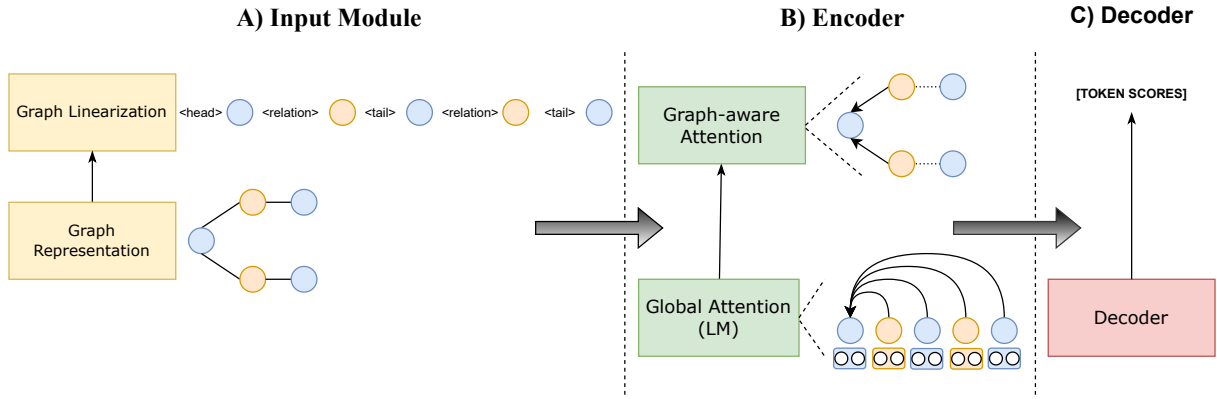 A) Input Module
B) Encoder
C) Decoder
Graph Linearization
<head>
<relation>
<tail>
<relation>
<tail>
Graph
Representation
Graph-aware
Attention
Global Attention
(LM)
[TOKEN SCORES]
Decoder